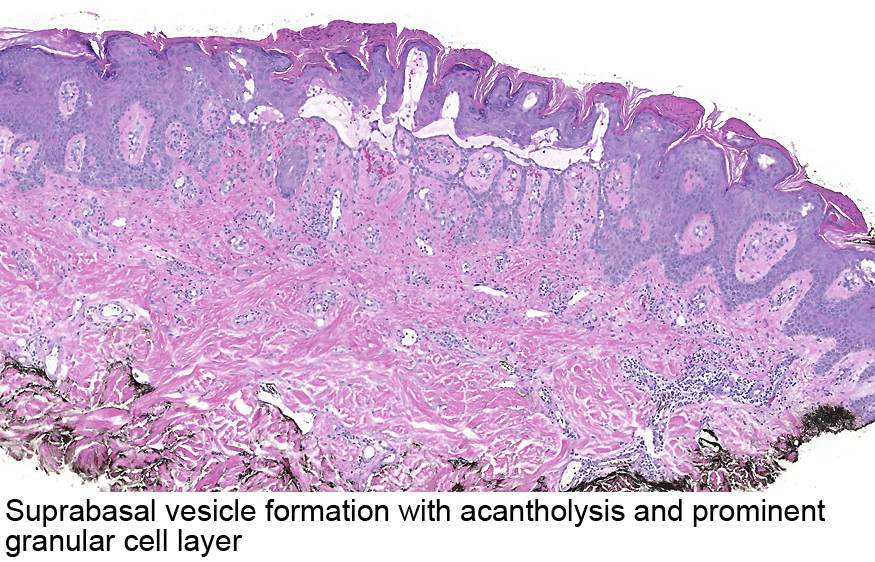 Suprabasal vesicle formation with acantholysis and prominent
granular cell layer